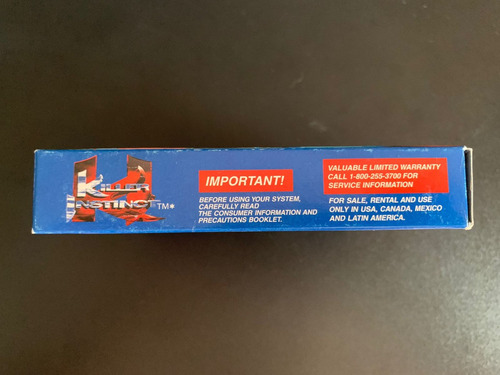 KILLER
INSTINCT™*
IMPORTANT!
BEFORE USING YOUR SYSTEM,
CAREFULLY READ
THE CONSUMER INFORMATION AND
PRECAUTIONS BOOKLET.
VALUABLE LIMITED WARRANTY
CALL 1-800-255-3700 FOR
SERVICE INFORMATION
FOR SALE, RENTAL AND USE
ONLY IN USA, CANADA, MEXICO
AND LATIN AMERICA.